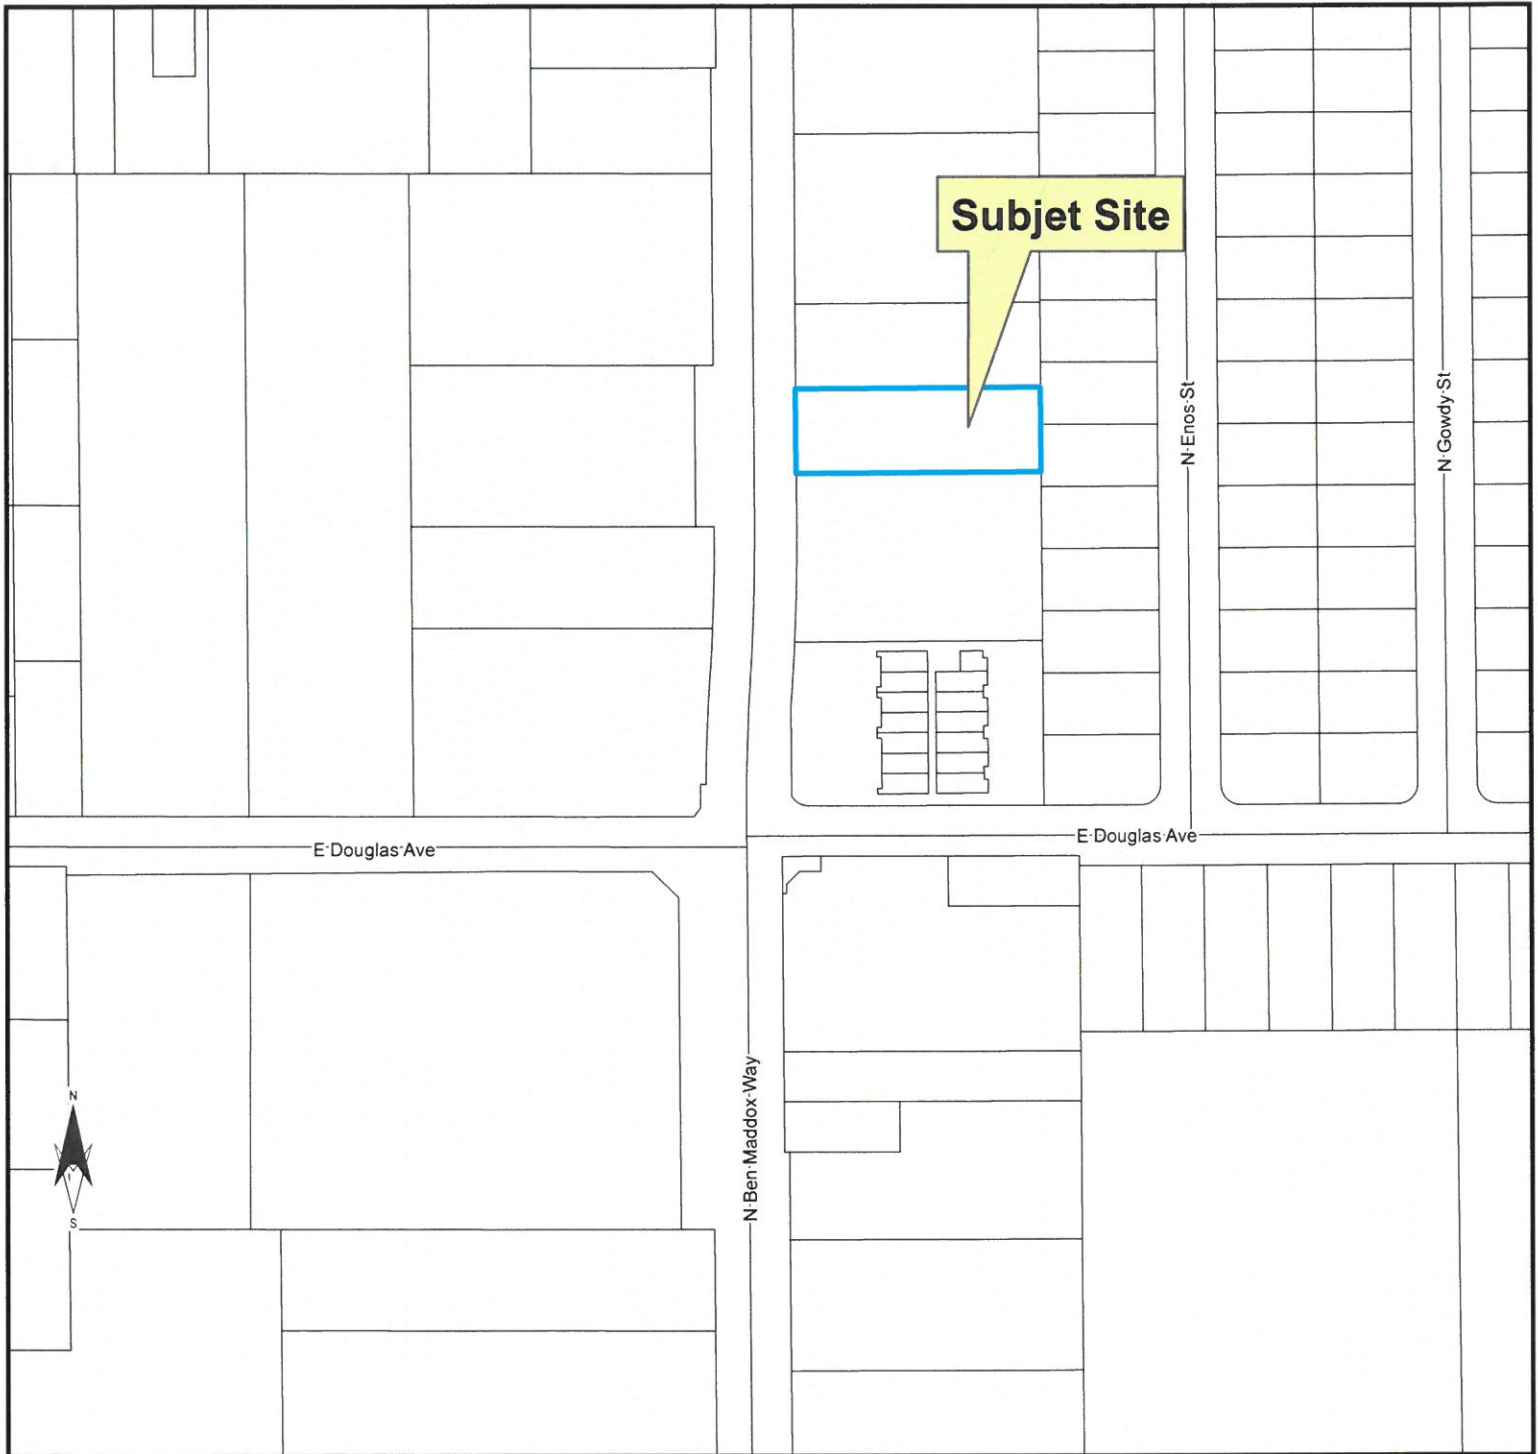 Subjet Site
N Enos St
N Gowdy St
E Douglas Ave
E Douglas Ave
N Ben Maddox Way
N
S